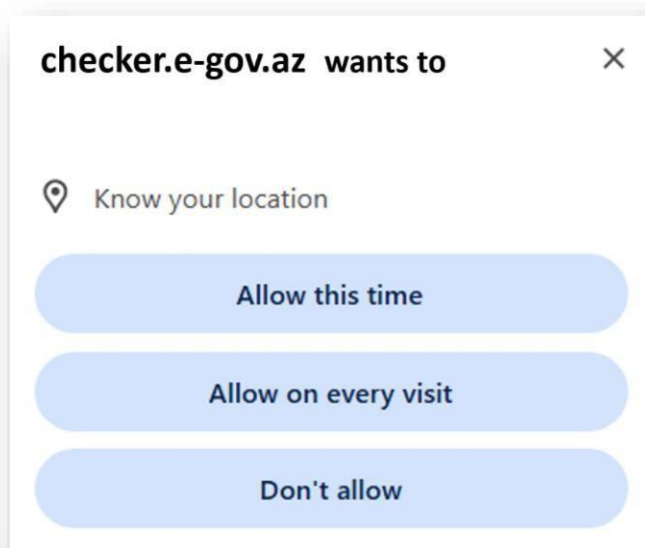 checker.e-gov.az wants to
Know your location
Allow this time
Allow on every visit
Don't allow